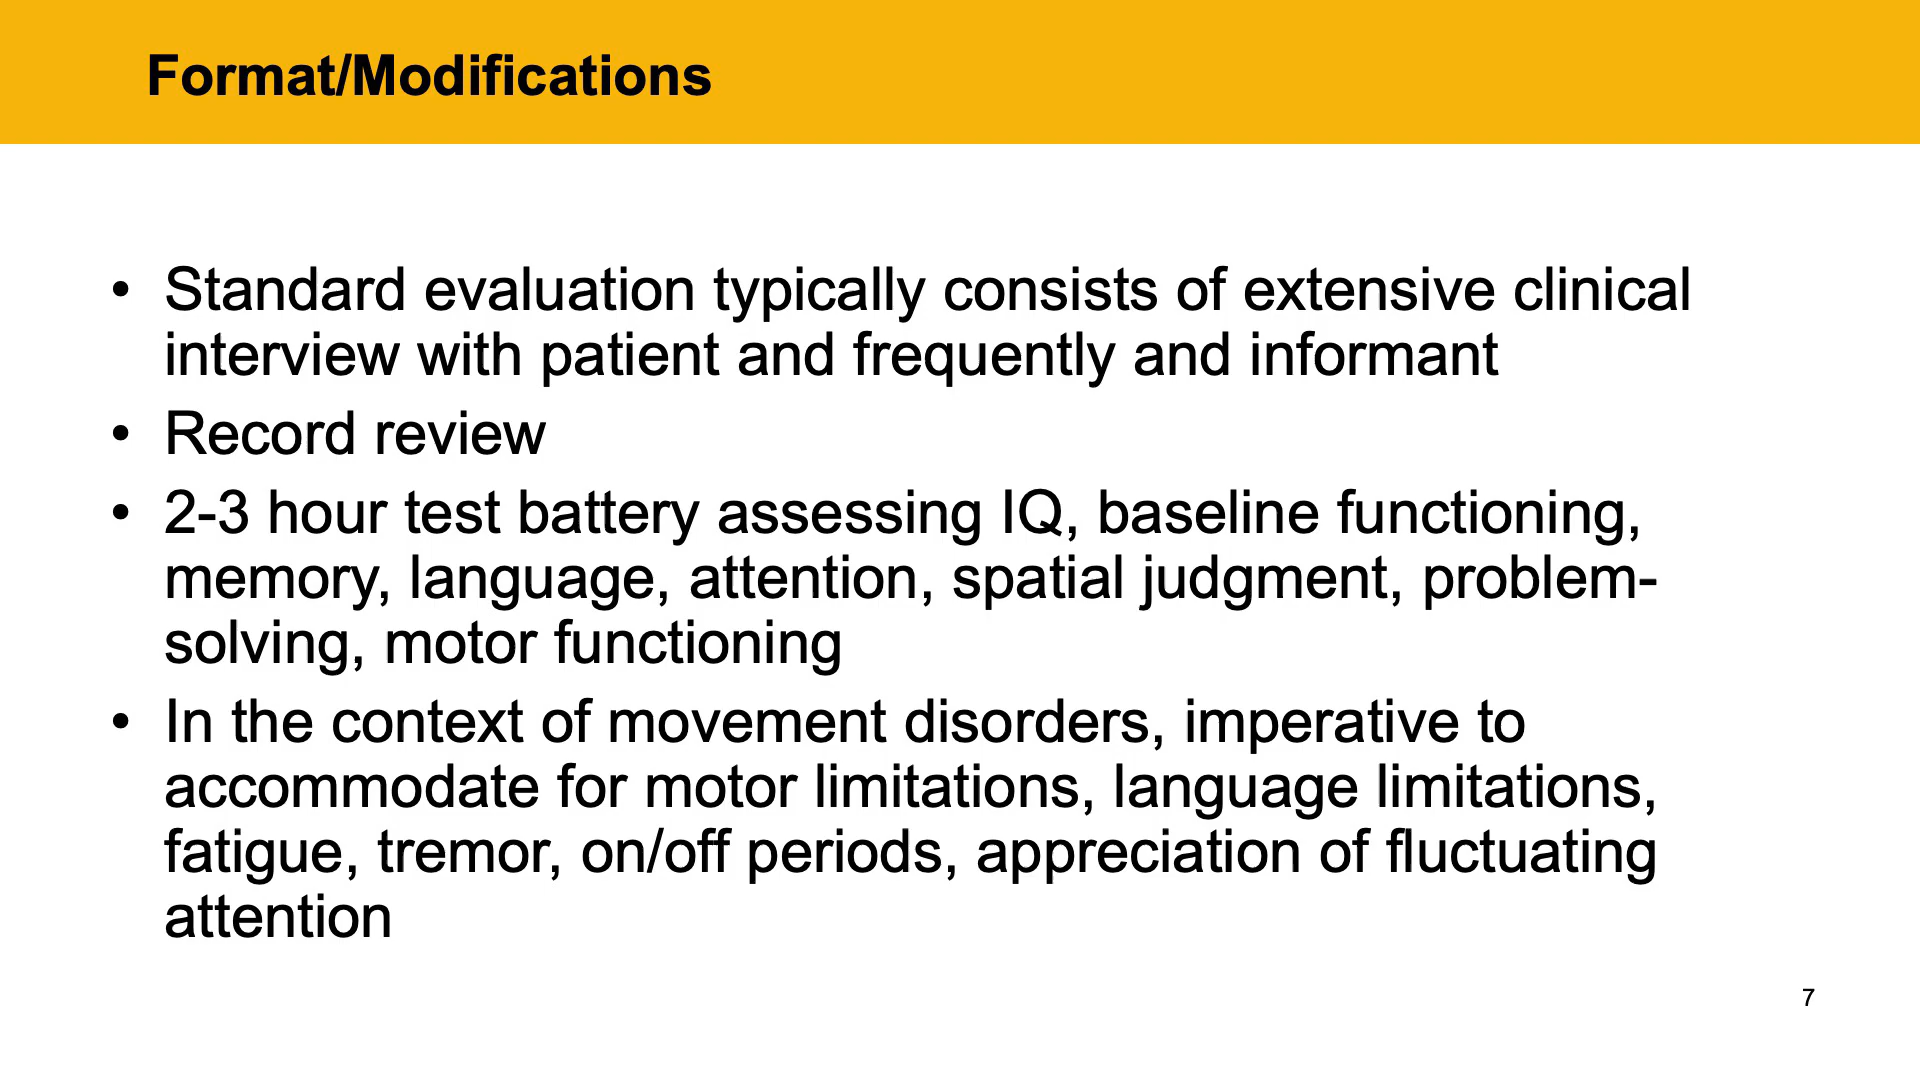 Format/Modifications
• Standard evaluation typically consists of extensive clinical
interview with patient and frequently and informant
• Record review
• 2-3 hour test battery assessing IQ, baseline functioning,
memory, language, attention, spatial judgment, problem-
solving, motor functioning
• In the context of movement disorders, imperative to
accommodate for motor limitations, language limitations,
fatigue, tremor, on/off periods, appreciation of fluctuating
attention
7